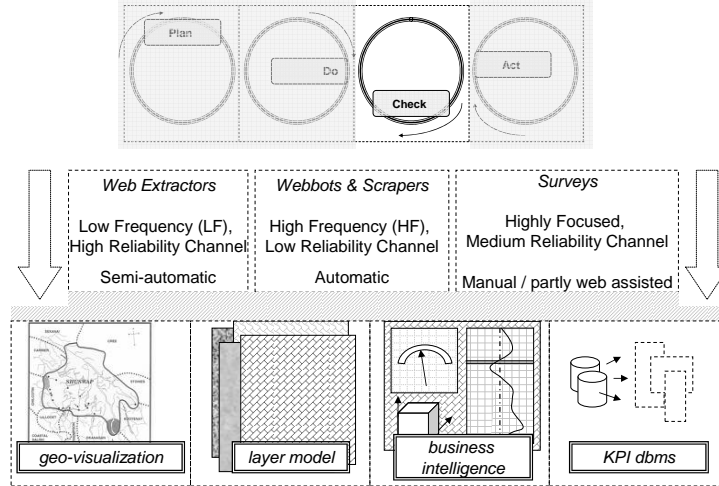 Plan
Do
Check
Act
Web Extractors
Low Frequency (LF),
High Reliability Channel
Semi-automatic
Webbots & Scrapers
High Frequency (HF),
Low Reliability Channel
Automatic
Surveys
Highly Focused,
Medium Reliability Channel
Manual / partly web assisted
SHUSWAP
geo-visualization
layer model
business
intelligence
KPI dbms